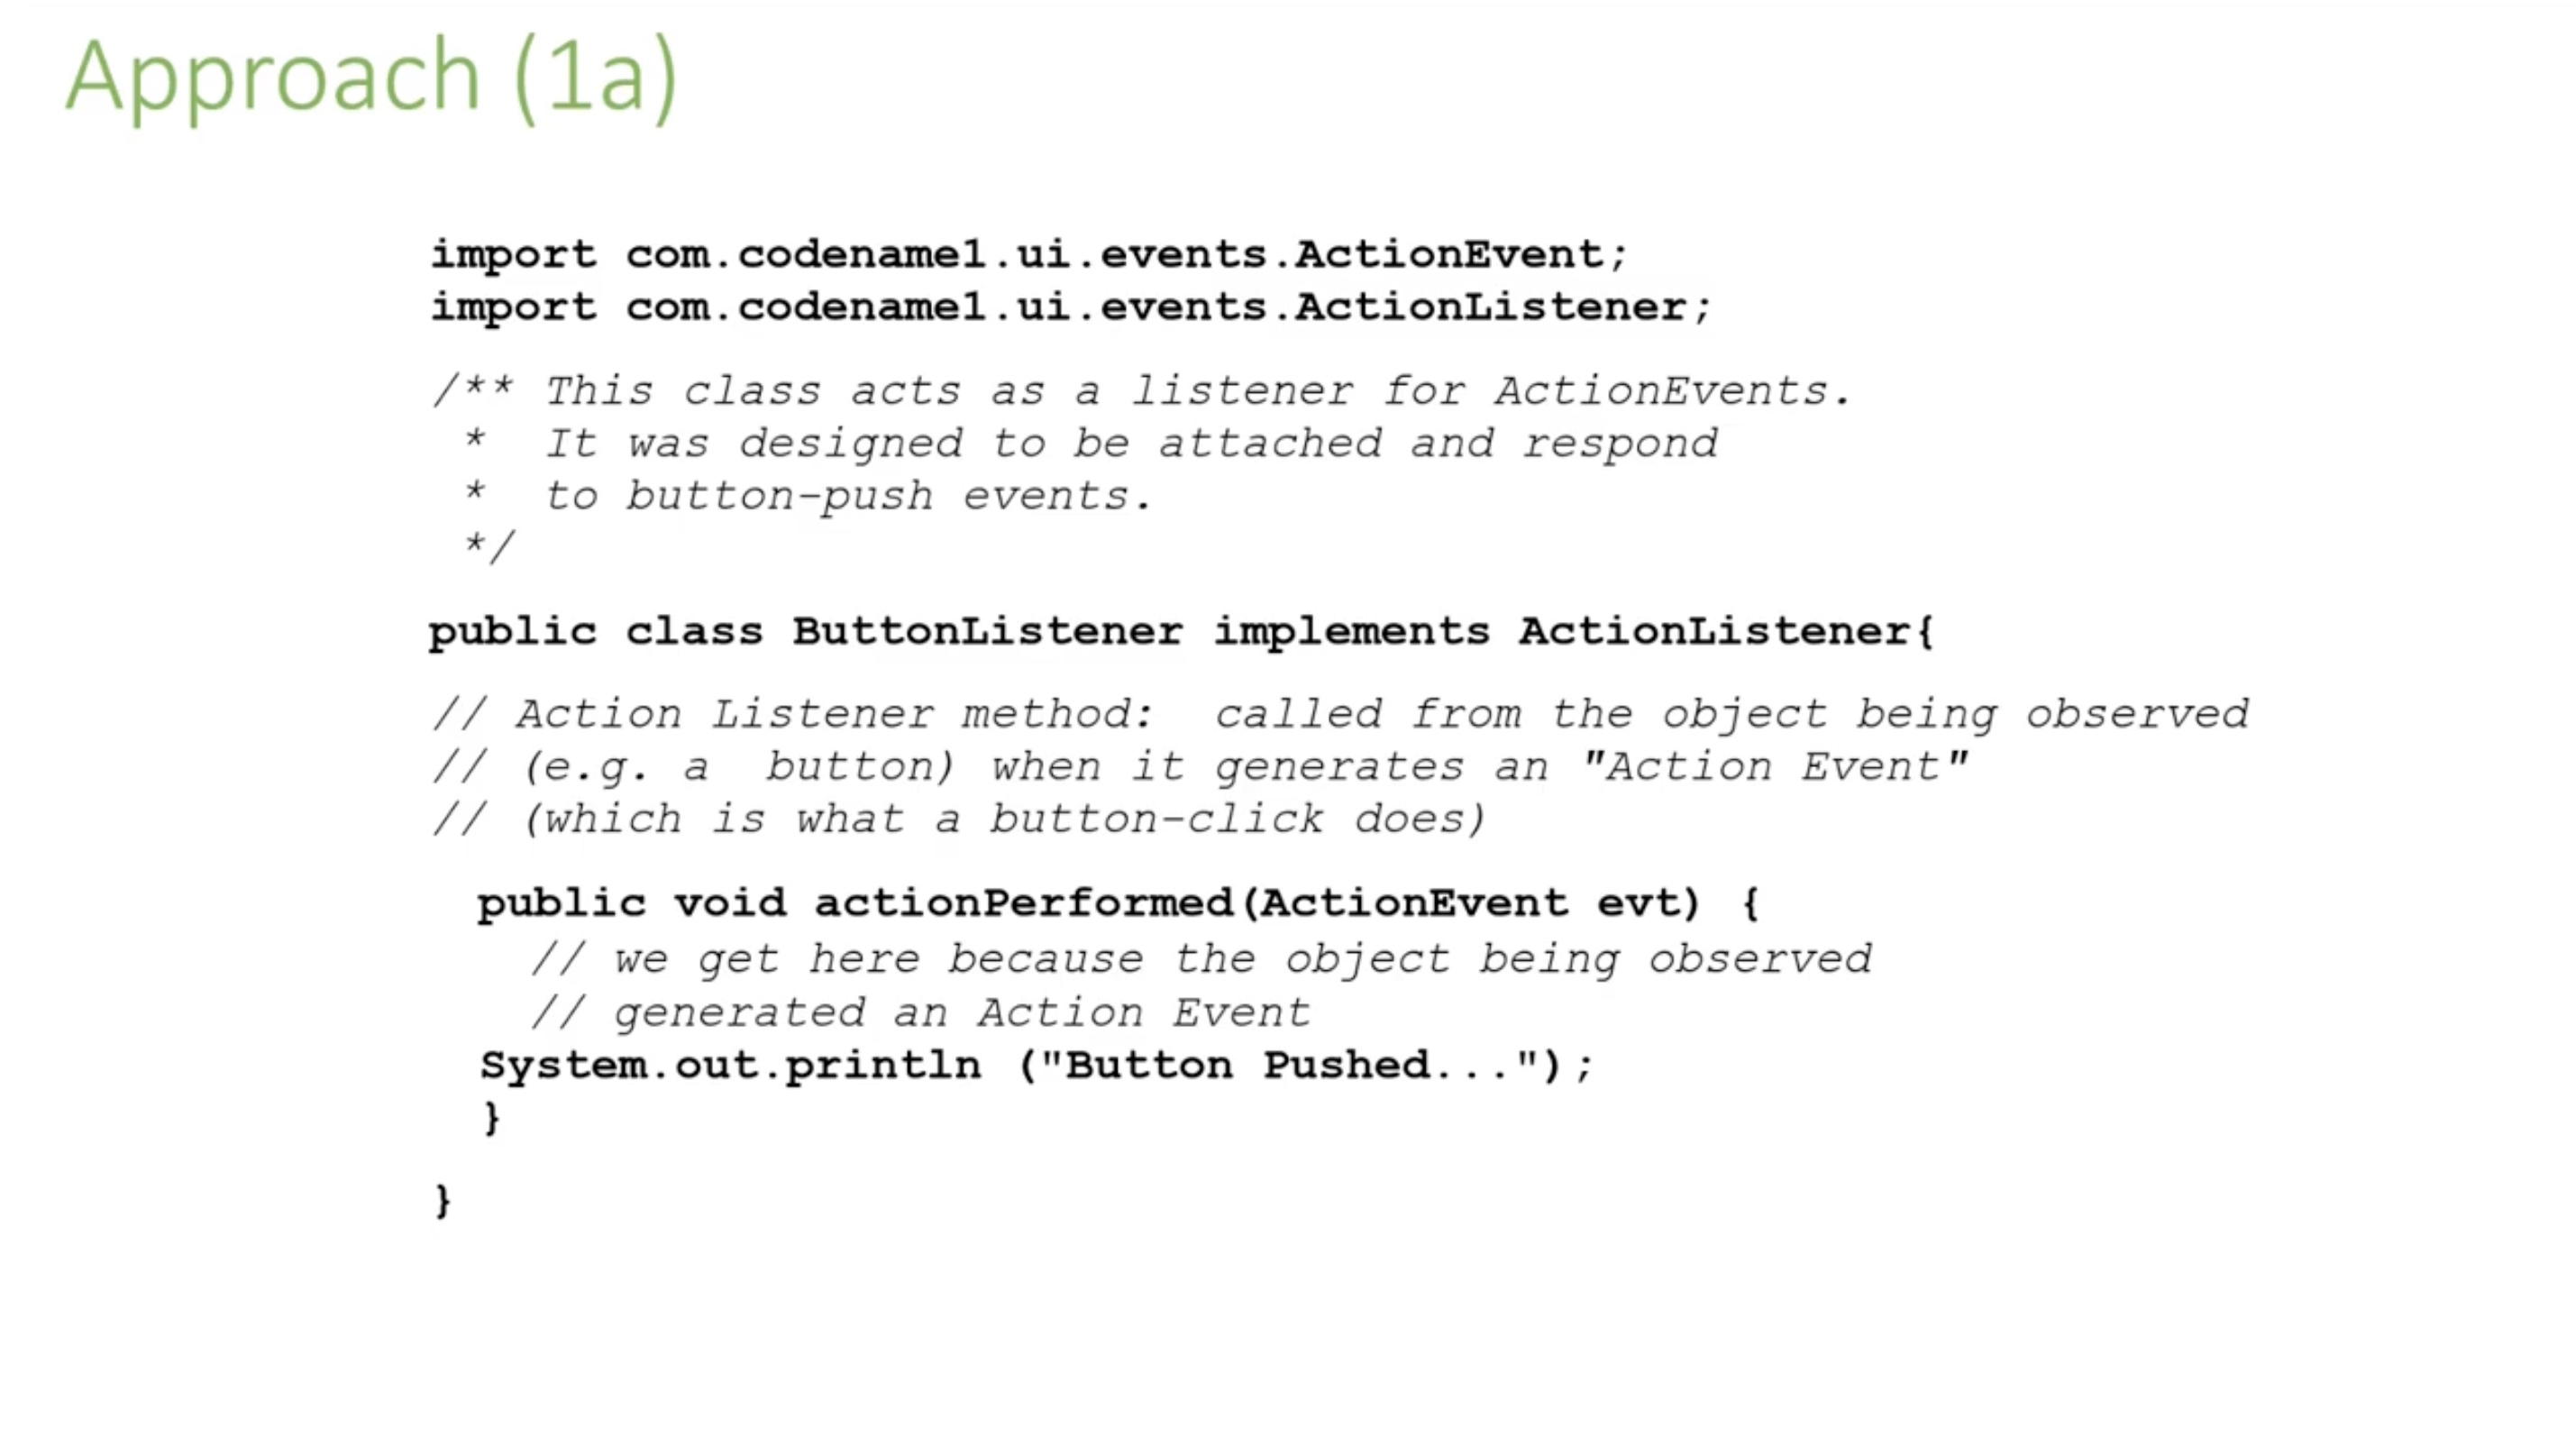 Approach (1a)
import com.codename1.ui.events.ActionEvent;
import com.codename1.ui.events.ActionListener;
/** This class acts as a listener for ActionEvents.
 *  It was designed to be attached and respond
 *  to button-push events.
 */
public class ButtonListener implements ActionListener{
// Action Listener method:  called from the object being observed
// (e.g. a  button) when it generates an "Action Event"
// (which is what a button-click does)
  public void actionPerformed(ActionEvent evt) {
    // we get here because the object being observed
    // generated an Action Event
  System.out.println ("Button Pushed...");
  }
}